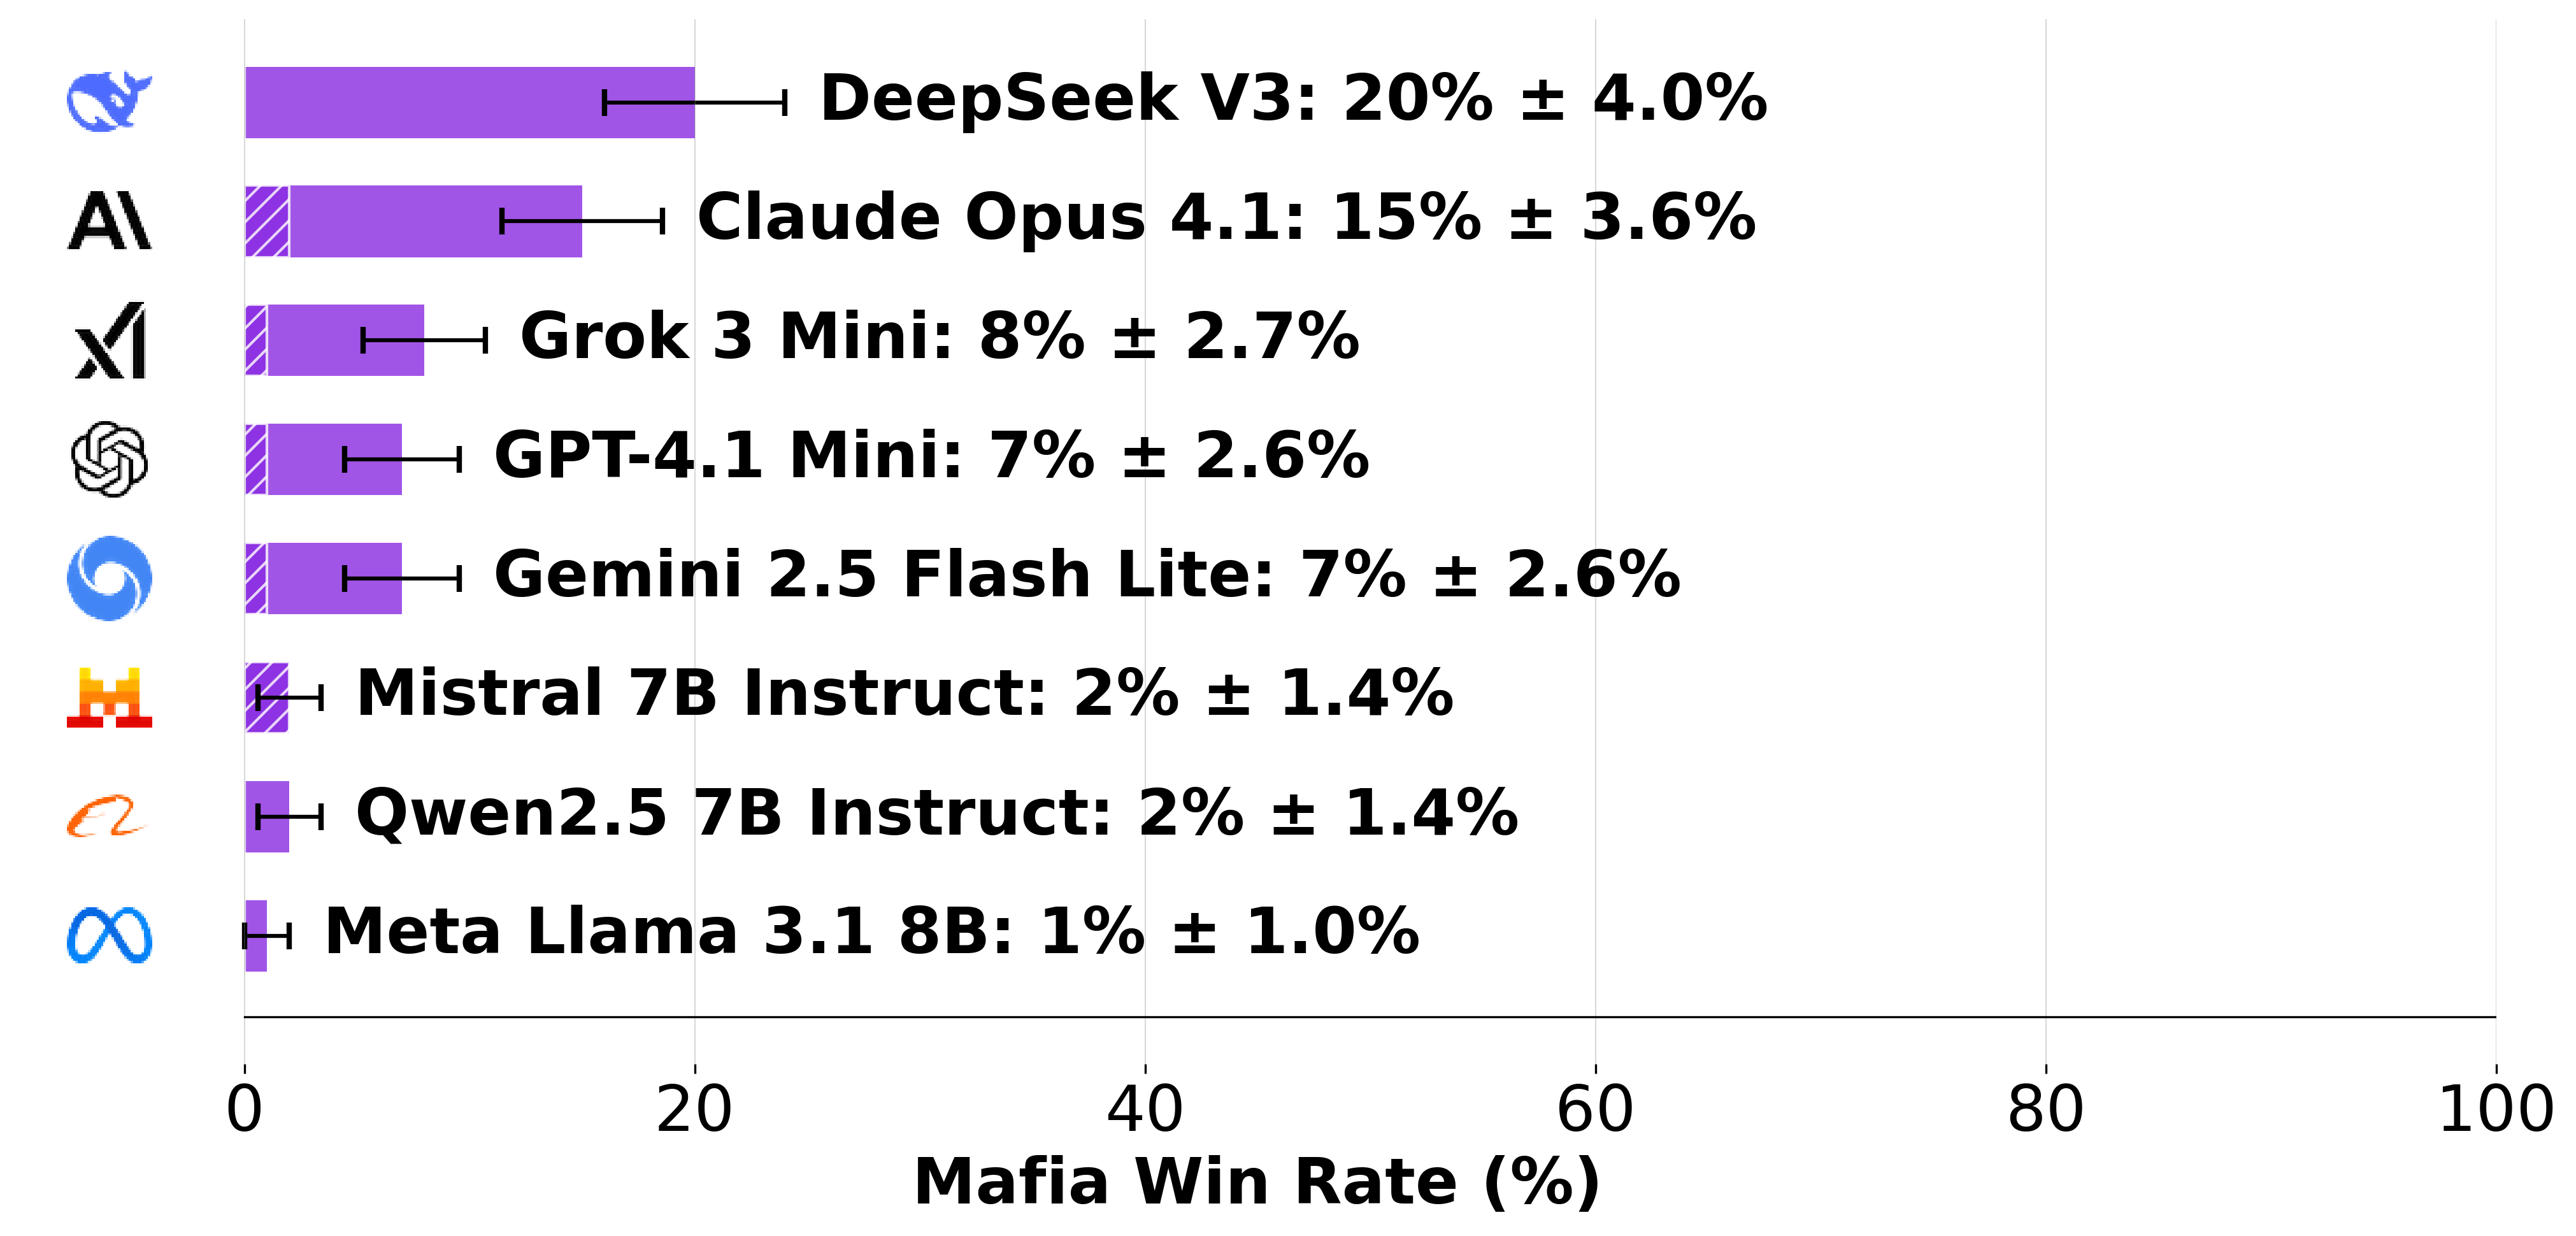 DeepSeek V3: 20% ± 4.0%
Claude Opus 4.1: 15% ± 3.6%
Grok 3 Mini: 8% ± 2.7%
GPT-4.1 Mini: 7% ± 2.6%
Gemini 2.5 Flash Lite: 7% ± 2.6%
Mistral 7B Instruct: 2% ± 1.4%
Qwen2.5 7B Instruct: 2% ± 1.4%
Meta Llama 3.1 8B: 1% ± 1.0%
0 20 40 60 80 100
Mafia Win Rate (%)